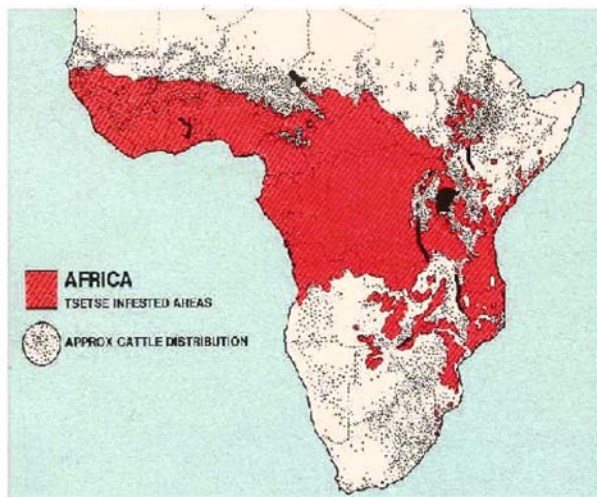 AFRICA
TSETSE INFESTED AREAS
APPROX CATTLE DISTRIBUTION